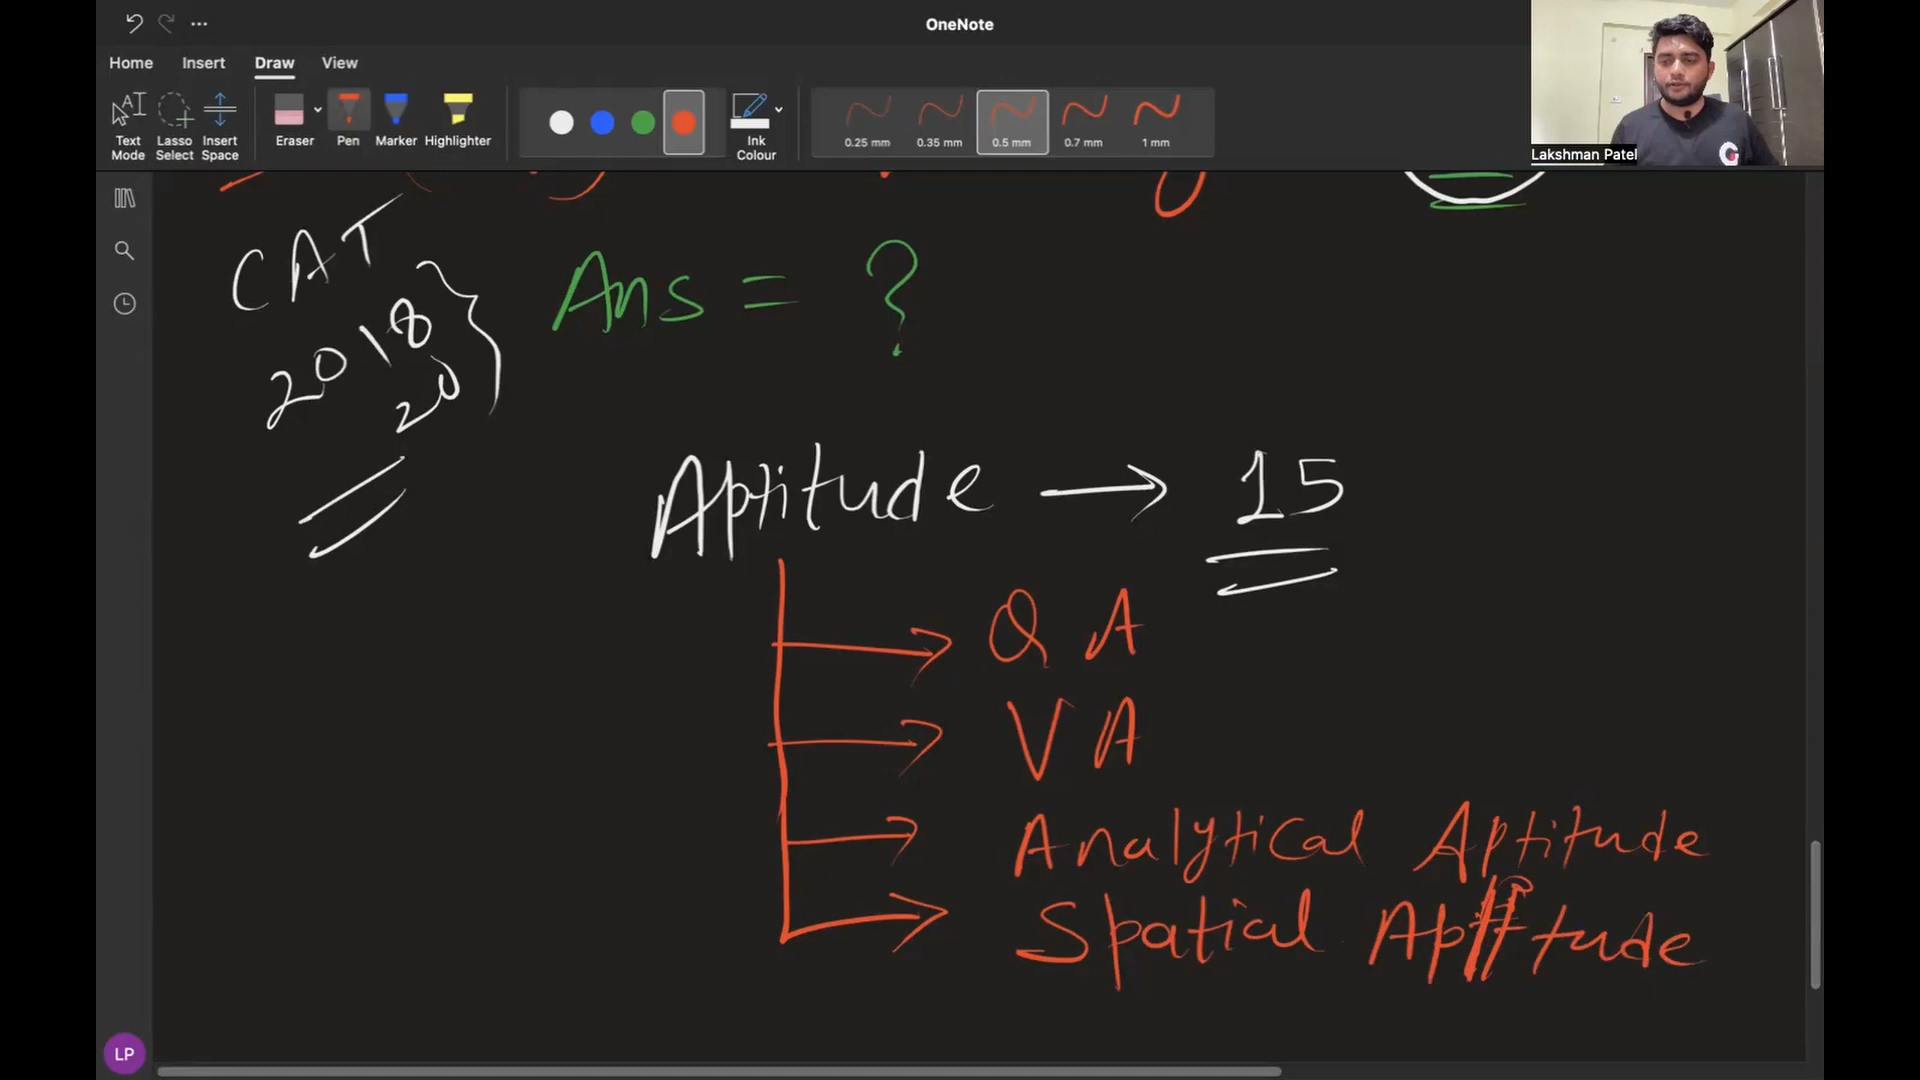 OneNote
Home Insert Draw View
Text Mode
Lasso Select
Insert Space
Eraser
Pen
Marker
Highlighter
Ink Colour
0.25 mm
0.35 mm
0.5 mm
0.7 mm
1 mm
Lakshman Patel
CAT
2018
20
Ans = ?
Aptitude → 15
QA
VA
Analytical Aptitude
Spatial Aptitude
LP